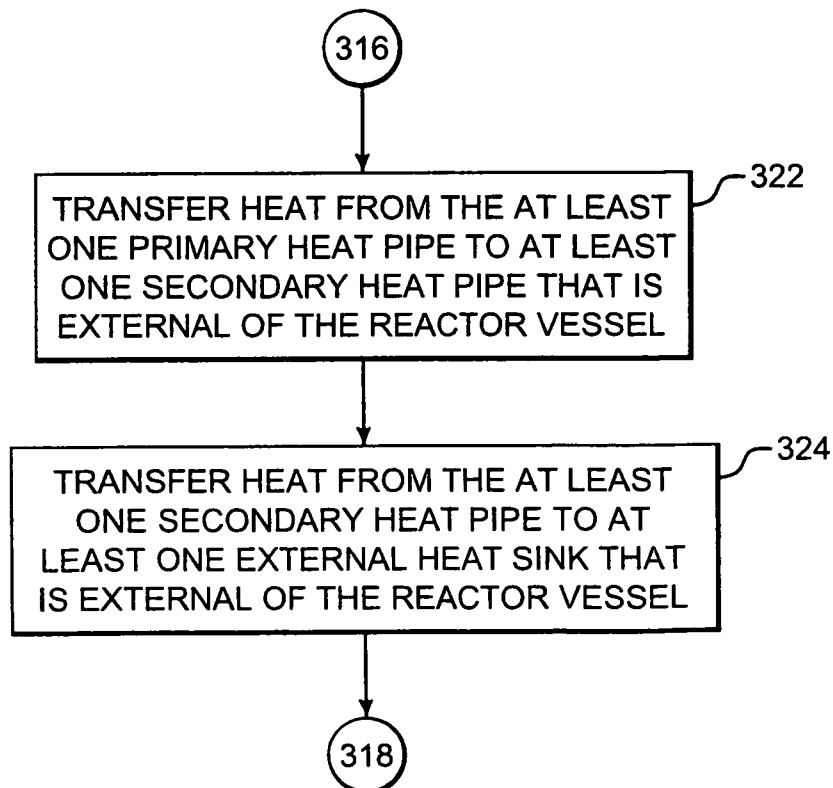 316
322
TRANSFER HEAT FROM THE AT LEAST
ONE PRIMARY HEAT PIPE TO AT LEAST
ONE SECONDARY HEAT PIPE THAT IS
EXTERNAL OF THE REACTOR VESSEL
324
TRANSFER HEAT FROM THE AT LEAST
ONE SECONDARY HEAT PIPE TO AT
LEAST ONE EXTERNAL HEAT SINK THAT
IS EXTERNAL OF THE REACTOR VESSEL
318